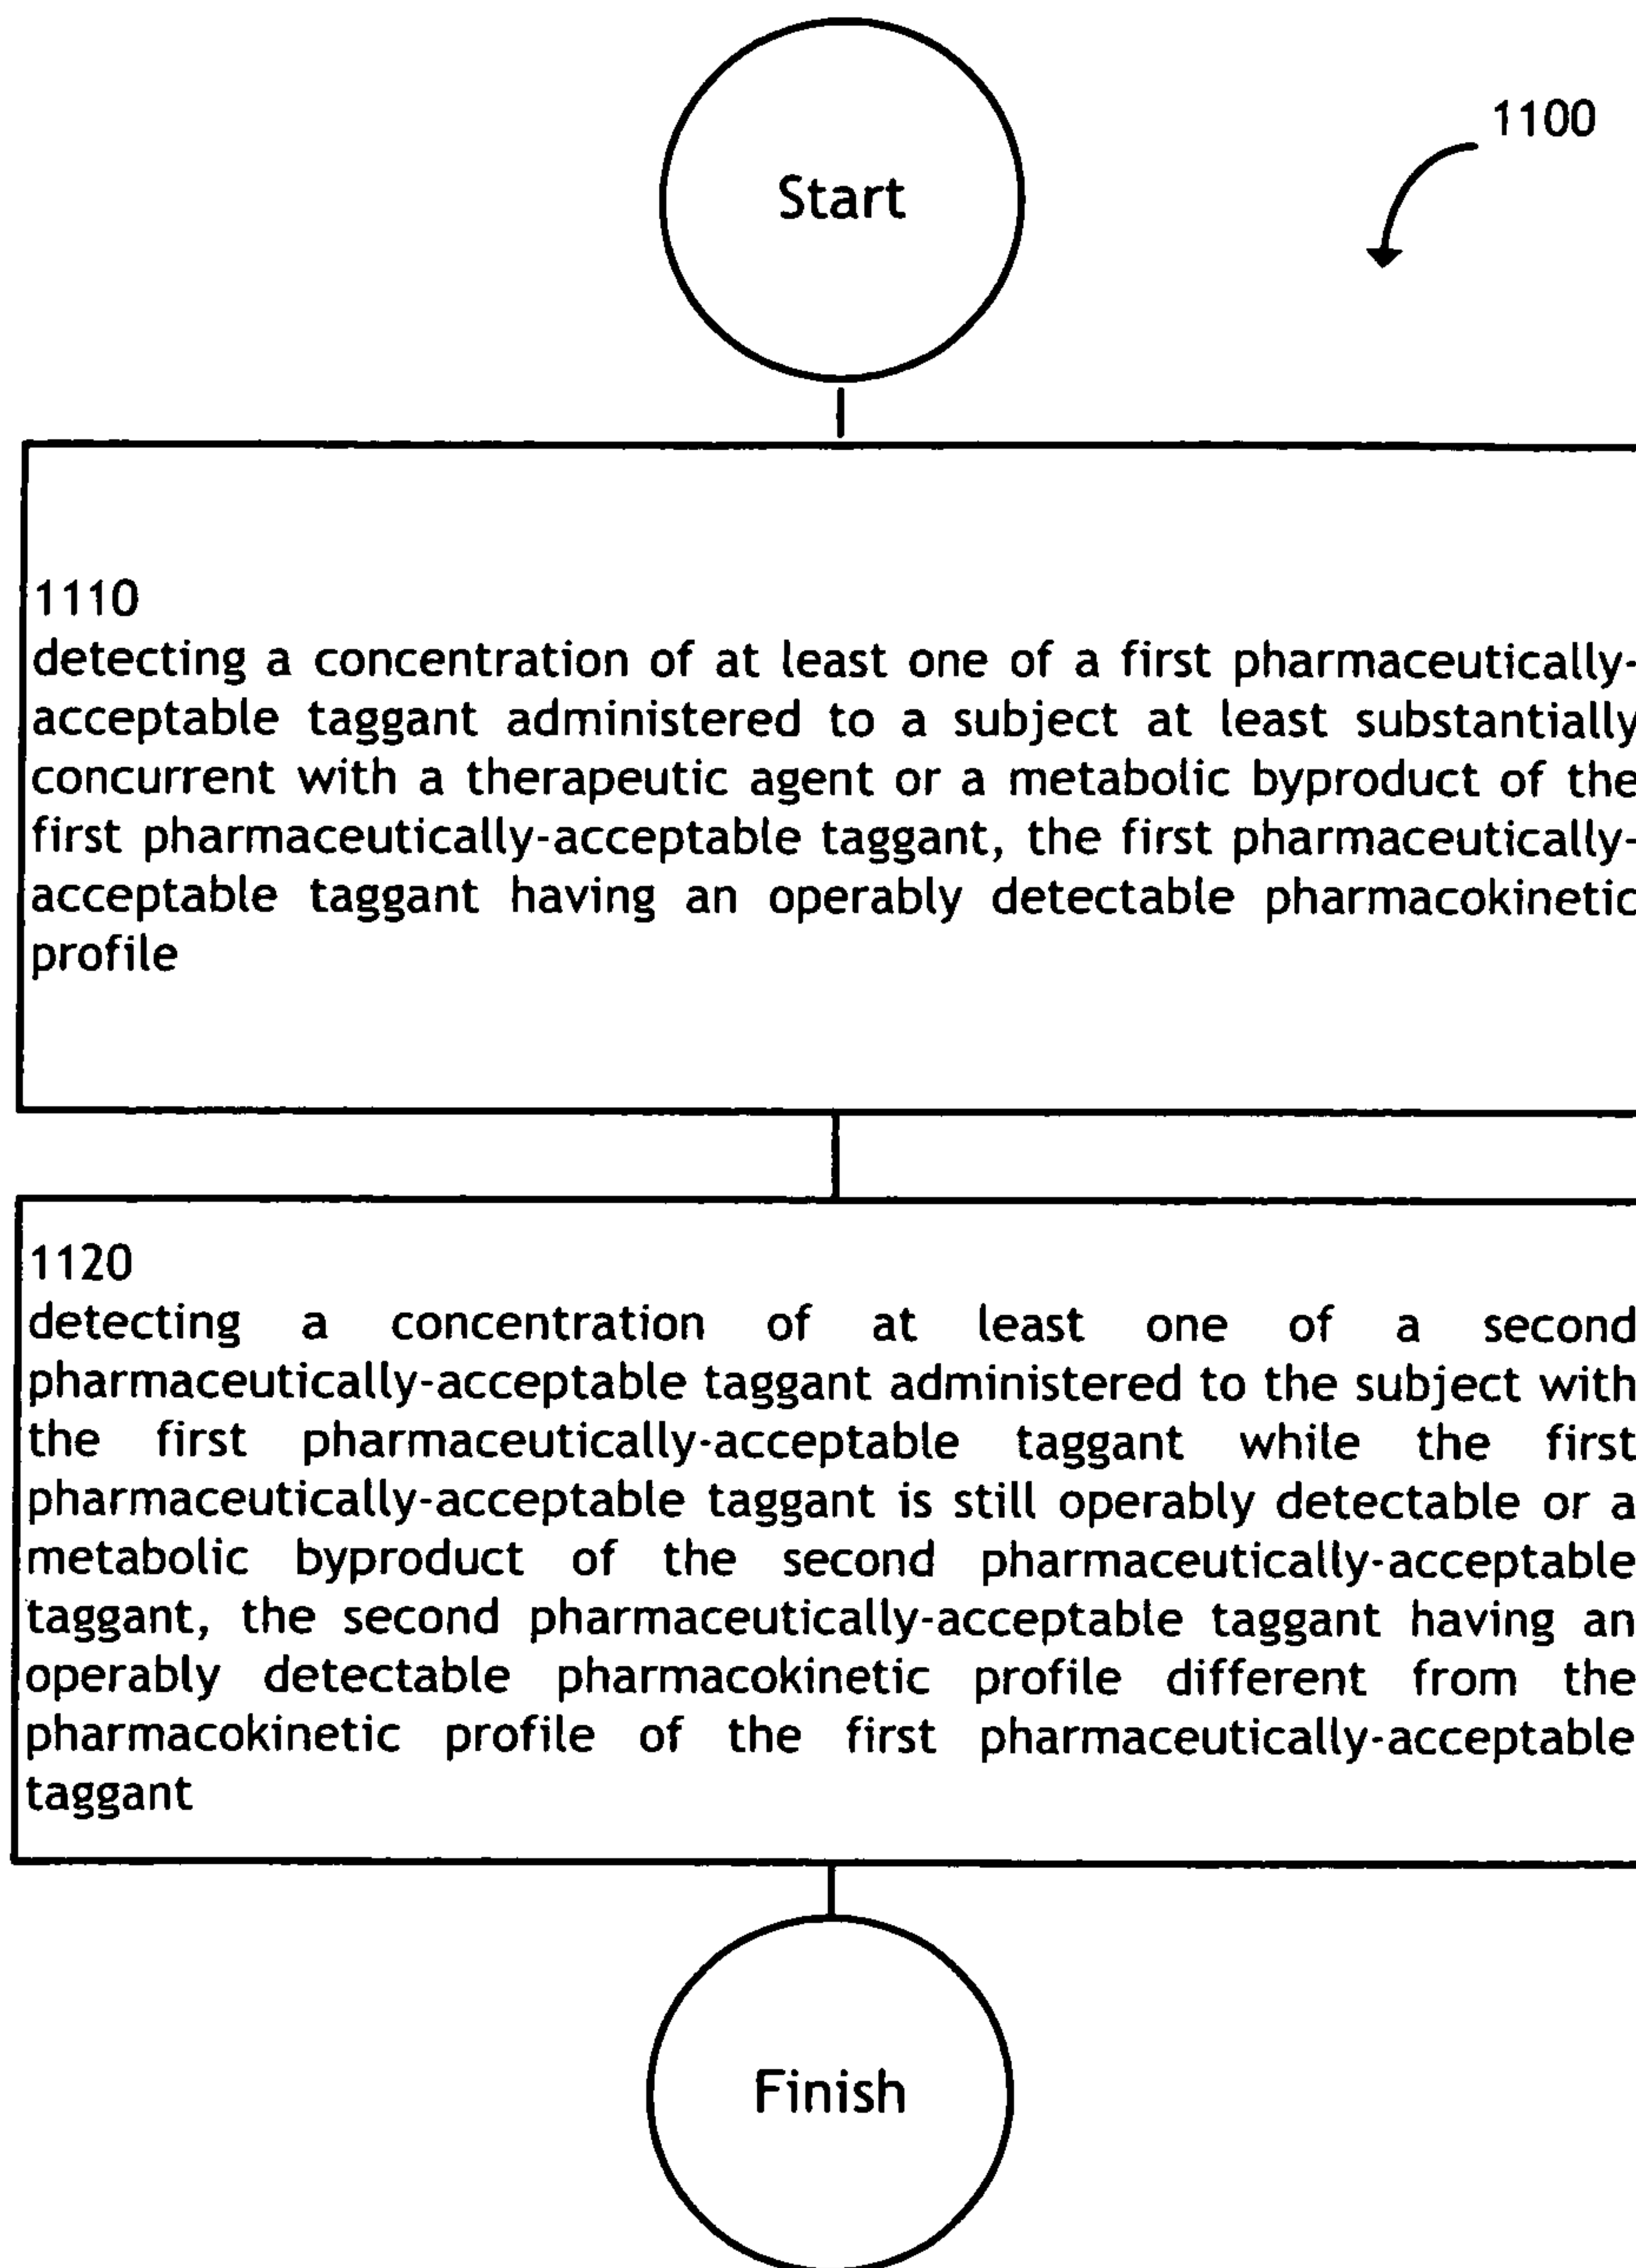 Start
1100
1110
detecting a concentration of at least one of a first pharmaceutically-
acceptable taggant administered to a subject at least substantially
concurrent with a therapeutic agent or a metabolic byproduct of the
first pharmaceutically-acceptable taggant, the first pharmaceutically-
acceptable taggant having an operably detectable pharmacokinetic
profile
1120
detecting a concentration of at least one of a second
pharmaceutically-acceptable taggant administered to the subject with
the first pharmaceutically-acceptable taggant while the first
pharmaceutically-acceptable taggant is still operably detectable or a
metabolic byproduct of the second pharmaceutically-acceptable
taggant, the second pharmaceutically-acceptable taggant having an
operably detectable pharmacokinetic profile different from the
pharmacokinetic profile of the first pharmaceutically-acceptable
taggant
Finish